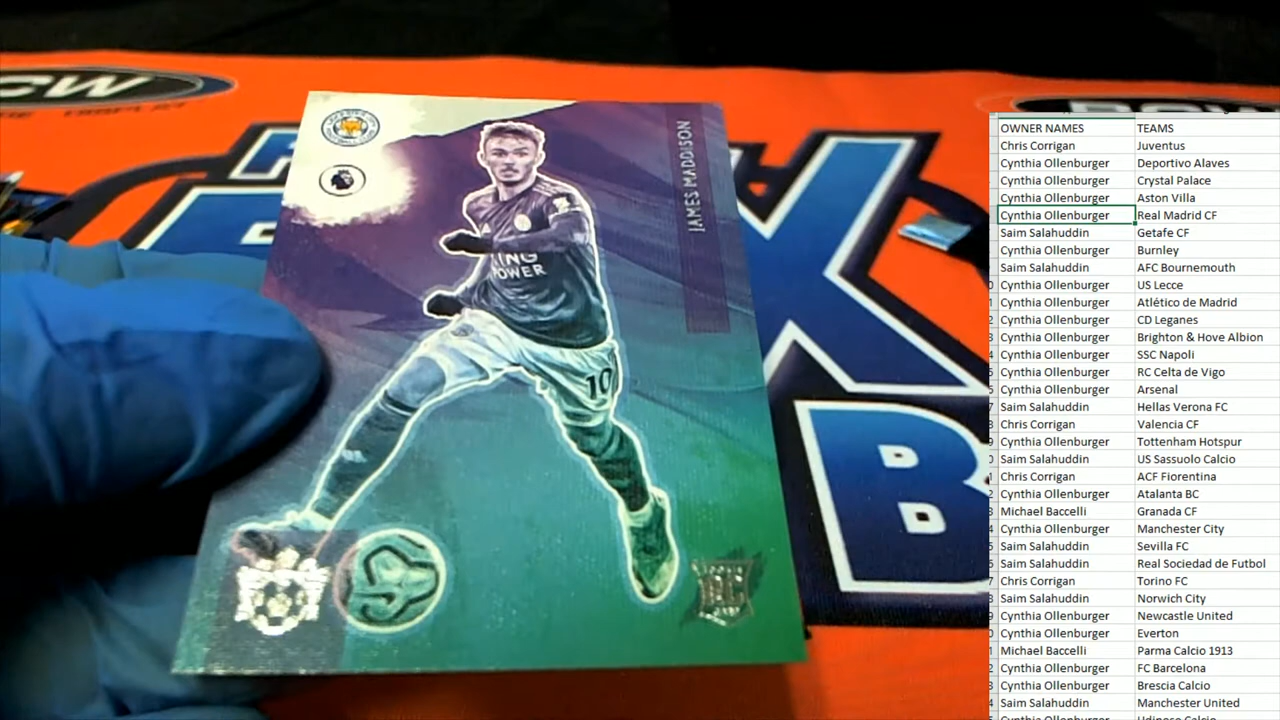 JAMES MADDISON
KING
POWER
10
OWNER NAMES TEAMS
Chris Corrigan Juventus
Cynthia Ollenburger Deportivo Alaves
Cynthia Ollenburger Crystal Palace
Cynthia Ollenburger Aston Villa
Cynthia Ollenburger Real Madrid CF
Saim Salahuddin Getafe CF
Cynthia Ollenburger Burnley
Saim Salahuddin AFC Bournemouth
Cynthia Ollenburger US Lecce
Cynthia Ollenburger Atlético de Madrid
Cynthia Ollenburger CD Leganes
Cynthia Ollenburger Brighton & Hove Albion
Cynthia Ollenburger SSC Napoli
Cynthia Ollenburger RC Celta de Vigo
Cynthia Ollenburger Arsenal
Saim Salahuddin Hellas Verona FC
Chris Corrigan Valencia CF
Cynthia Ollenburger Tottenham Hotspur
Saim Salahuddin US Sassuolo Calcio
Chris Corrigan ACF Fiorentina
Cynthia Ollenburger Atalanta BC
Michael Baccelli Granada CF
Cynthia Ollenburger Manchester City
Saim Salahuddin Sevilla FC
Saim Salahuddin Real Sociedad de Futbol
Chris Corrigan Torino FC
Saim Salahuddin Norwich City
Cynthia Ollenburger Newcastle United
Cynthia Ollenburger Everton
Michael Baccelli Parma Calcio 1913
Cynthia Ollenburger FC Barcelona
Cynthia Ollenburger Brescia Calcio
Saim Salahuddin Manchester United
Cynthia Ollenburger Udinese Calcio